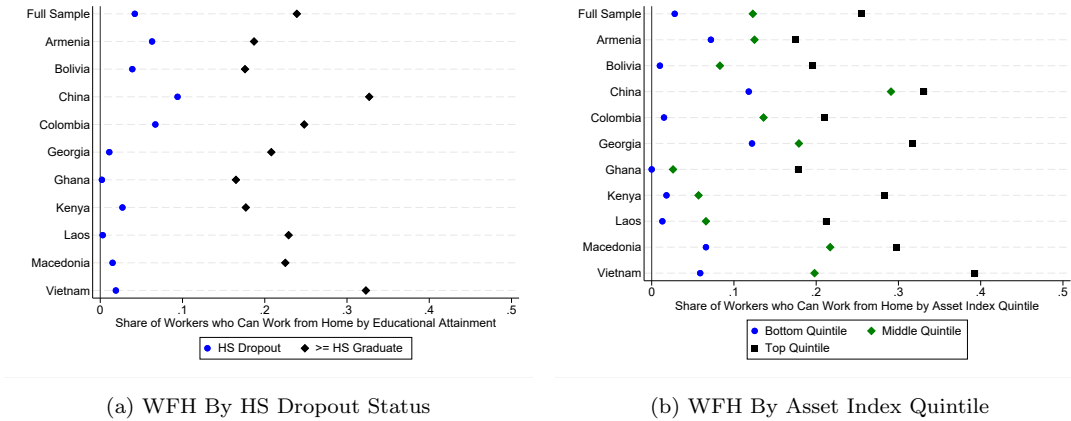 Full Sample
Armenia
Bolivia
China
Colombia
Georgia
Ghana
Kenya
Laos
Macedonia
Vietnam
0 .1 .2 .3 .4 .5
Share of Workers who Can Work from Home by Educational Attainment
HS Dropout >= HS Graduate
(a) WFH By HS Dropout Status
Full Sample
Armenia
Bolivia
China
Colombia
Georgia
Ghana
Kenya
Laos
Macedonia
Vietnam
0 .1 .2 .3 .4 .5
Share of Workers who Can Work from Home by Asset Index Quintile
Bottom Quintile Middle Quintile
Top Quintile
(b) WFH By Asset Index Quintile